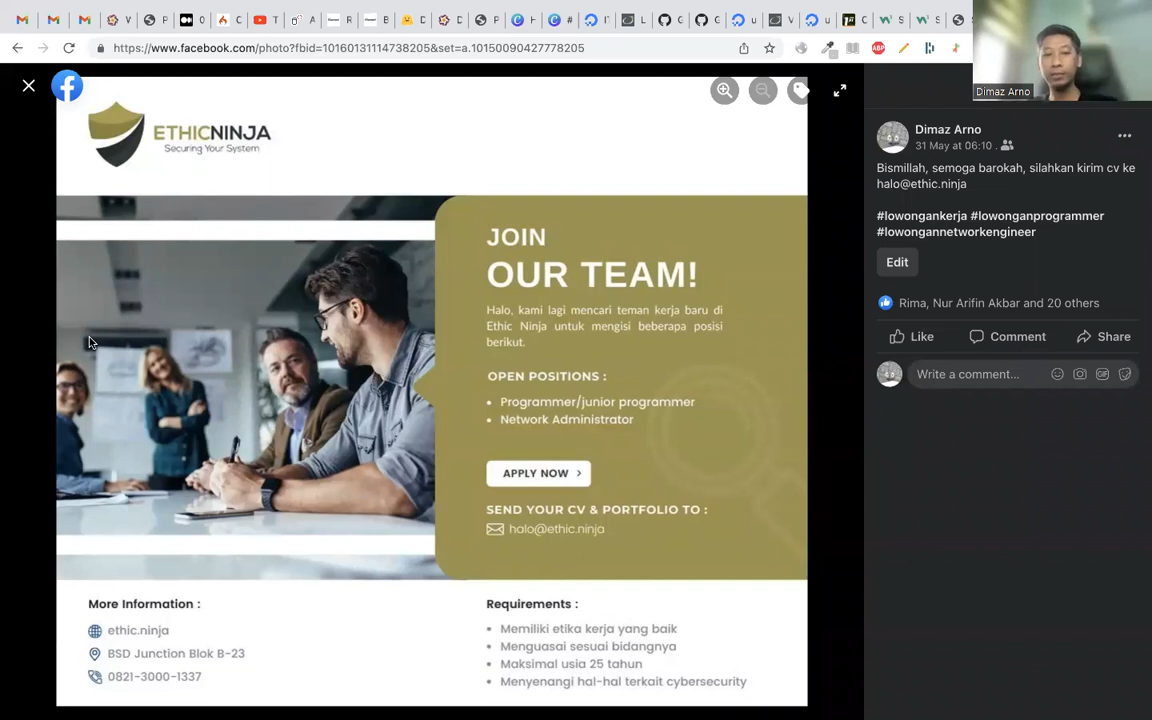 M
M
V
P
O
C
T
A
R
B
D
D
P
H
#
IT
L
G
G
u
V
u
C
S
S
https://www.facebook.com/photo?fbid=10160131114738205&set=a.10150090427778205
ABP
Dimaz Arno
ETHICNINJA
Securing Your System
JOIN
OUR TEAM!
Halo, kami lagi mencari teman kerja baru di
Ethic Ninja untuk mengisi beberapa posisi
berikut.
OPEN POSITIONS :
• Programmer/junior programmer
• Network Administrator
APPLY NOW >
SEND YOUR CV & PORTFOLIO TO :
halo@ethic.ninja
More Information :
ethic.ninja
BSD Junction Blok B-23
0821-3000-1337
Requirements :
• Memiliki etika kerja yang baik
• Menguasai sesuai bidangnya
• Maksimal usia 25 tahun
• Menyenangi hal-hal terkait cybersecurity
Dimaz Arno
31 May at 06:10 ·
Bismillah, semoga barokah, silahkan kirim cv ke
halo@ethic.ninja
#lowongankerja #lowonganprogrammer
#lowongannetworkengineer
Edit
Rima, Nur Arifin Akbar and 20 others
Like
Comment
Share
Write a comment...
GIF